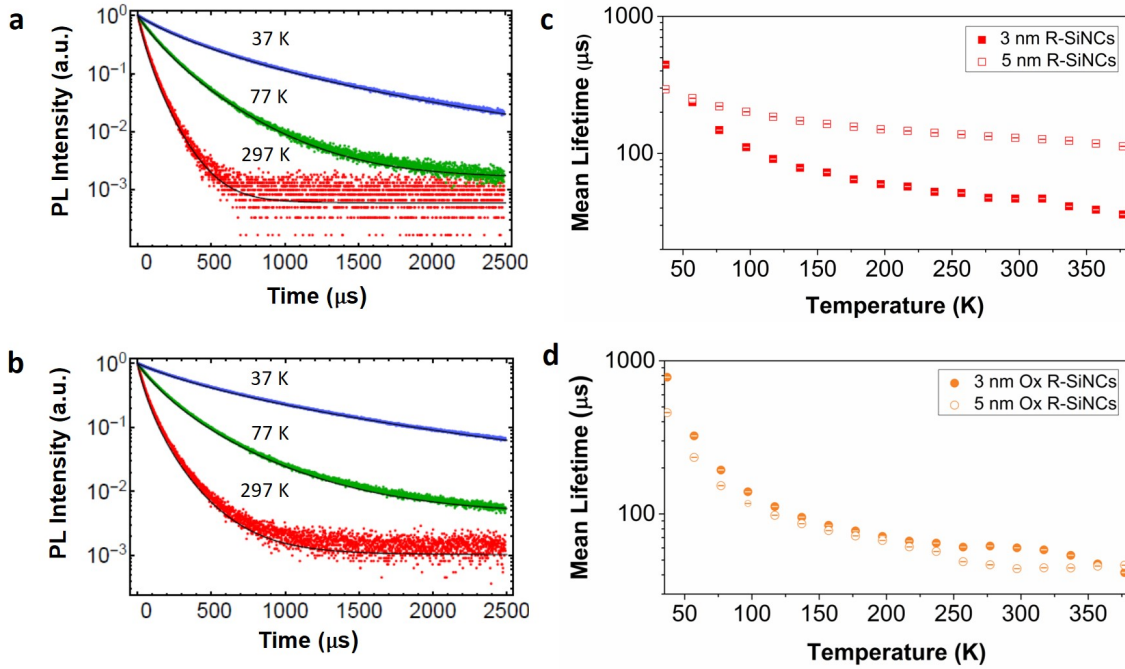 a
PL Intensity (a.u.)
10⁰
10⁻¹
10⁻²
10⁻³
37 K
77 K
297 K
0 500 1000 1500 2000 2500
Time (μs)
b
PL Intensity (a.u.)
10⁰
10⁻¹
10⁻²
10⁻³
37 K
77 K
297 K
0 500 1000 1500 2000 2500
Time (μs)
c
Mean Lifetime (μs)
1000
100
3 nm R-SiNCs
5 nm R-SiNCs
50 100 150 200 250 300 350
Temperature (K)
d
Mean Lifetime (μs)
1000
100
3 nm Ox R-SiNCs
5 nm Ox R-SiNCs
50 100 150 200 250 300 350
Temperature (K)